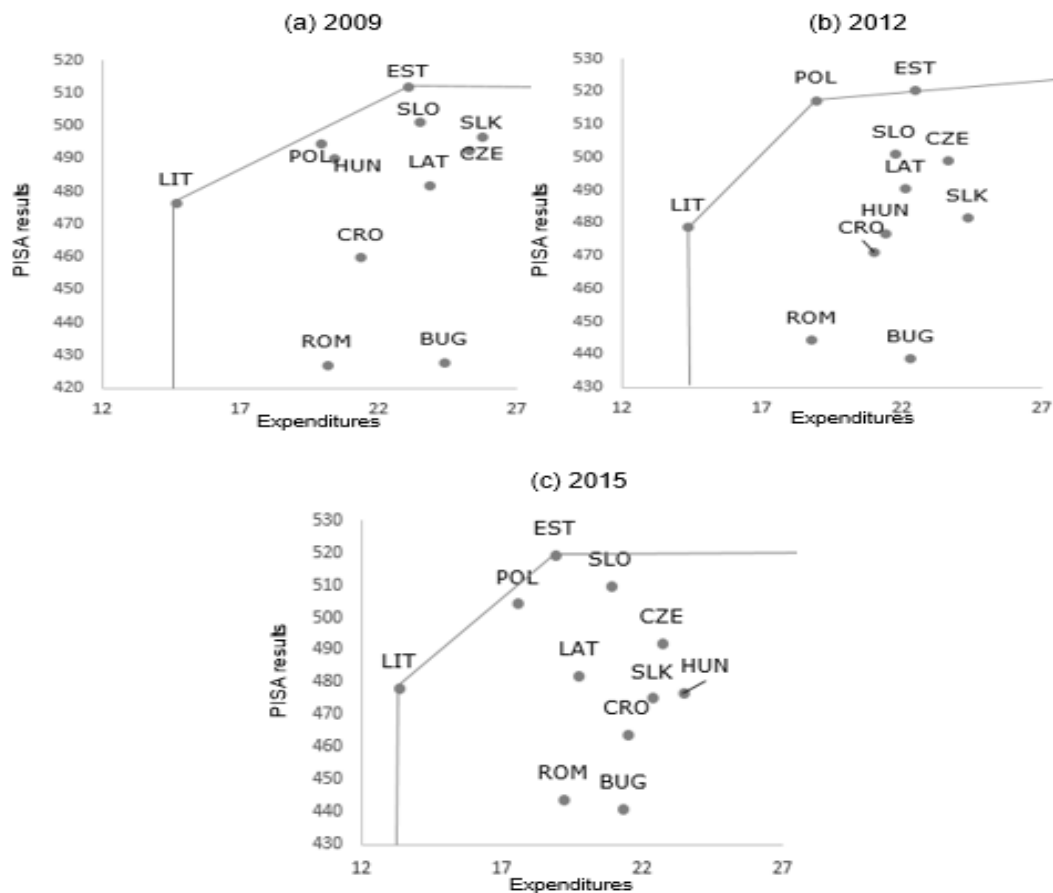 (a) 2009
520
510
500
490
480
470
460
450
440
430
420
PISA results
EST
SLO
SLK
POL
HUN
CZE
LAT
LIT
CRO
ROM
BUG
12 17 22 27
Expenditures
(b) 2012
530
520
510
500
490
480
470
460
450
440
430
PISA results
POL
EST
SLO
CZE
LAT
SLK
LIT
HUN
CRO
ROM
BUG
12 17 22 27
Expenditures
(c) 2015
530
520
510
500
490
480
470
460
450
440
430
PISA results
EST
SLO
POL
CZE
LAT
LIT
SLK
HUN
CRO
ROM
BUG
12 17 22 27
Expenditures